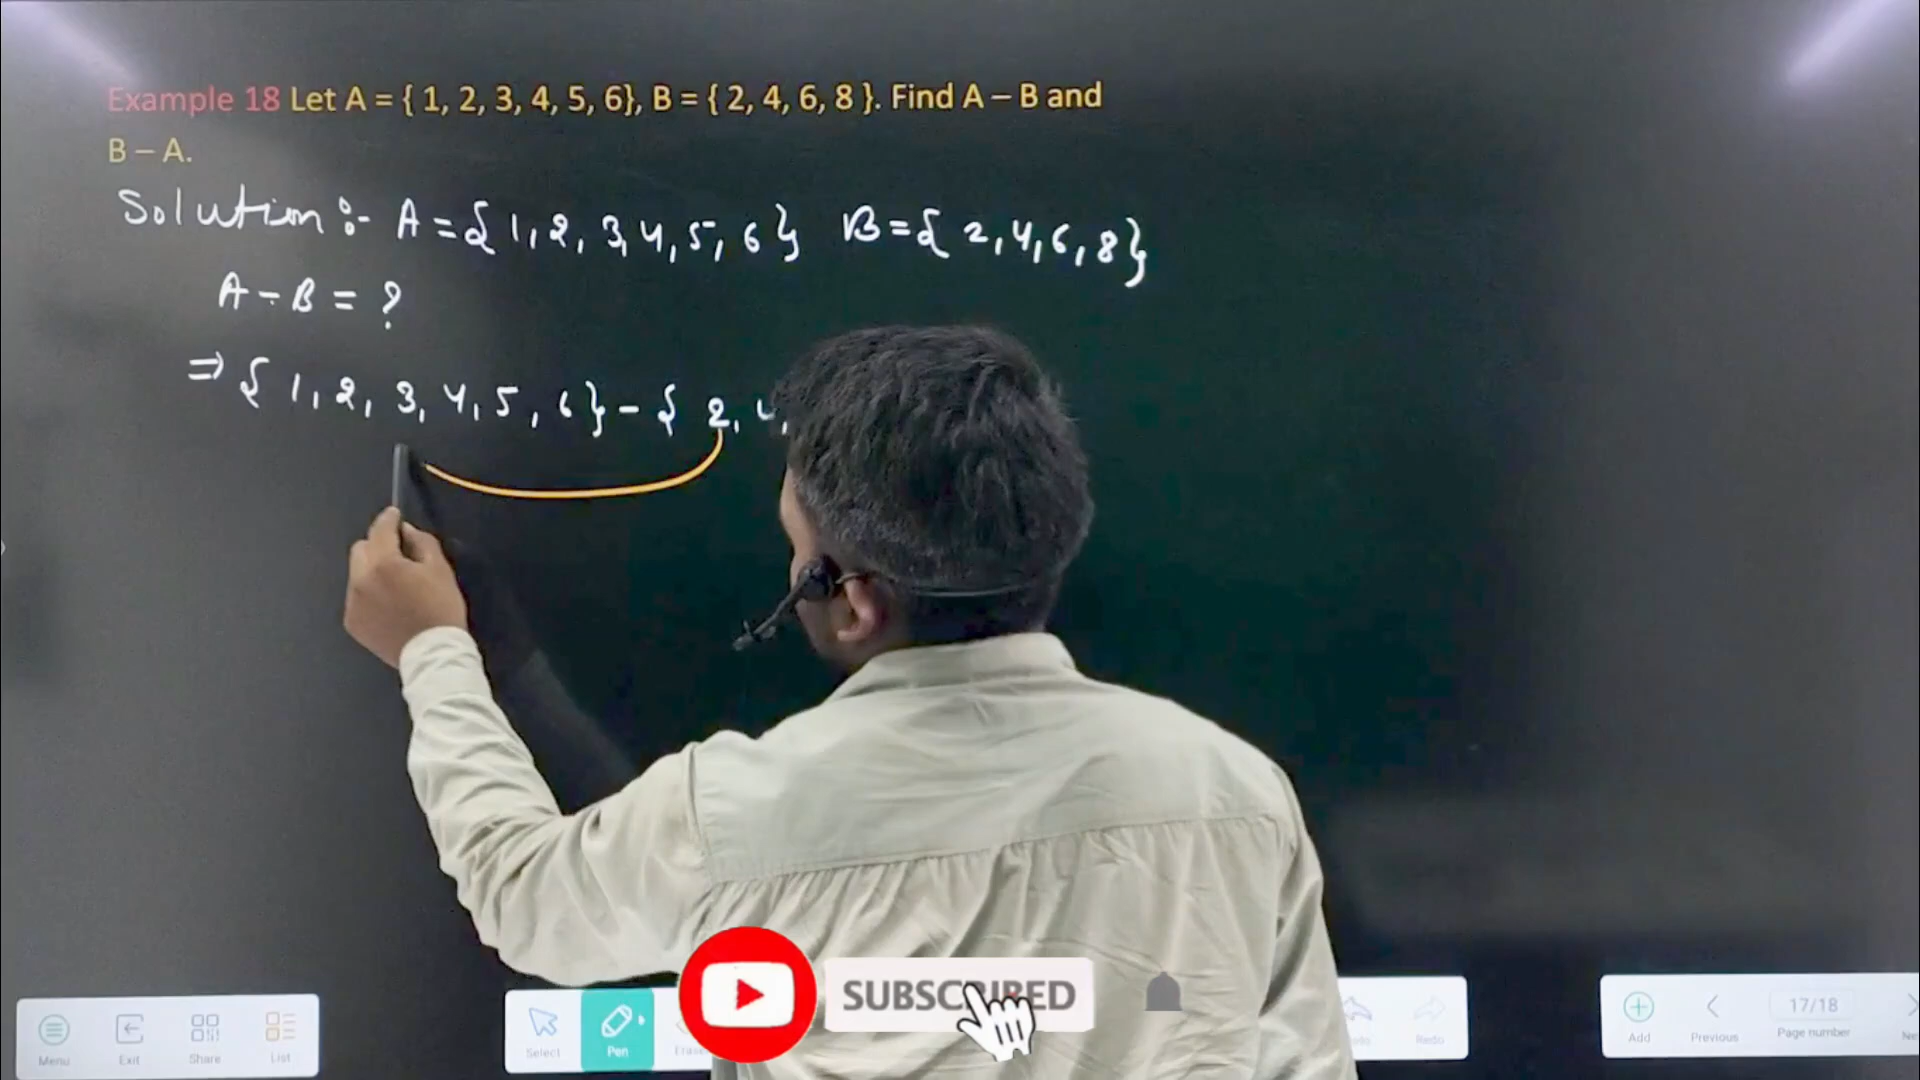 Example 18 Let A = { 1, 2, 3, 4, 5, 6}, B = { 2, 4, 6, 8 }. Find A – B and
B – A.
Solution :- A = { 1, 2, 3, 4, 5, 6 } B = { 2, 4, 6, 8 }
A - B = ?
⇒ { 1, 2, 3, 4, 5, 6 } - { 2, 4,
SUBSCRIBED
Menu
Exit
Share
List
Select
Pen
Redo
Add
Previous
17/18
Page number